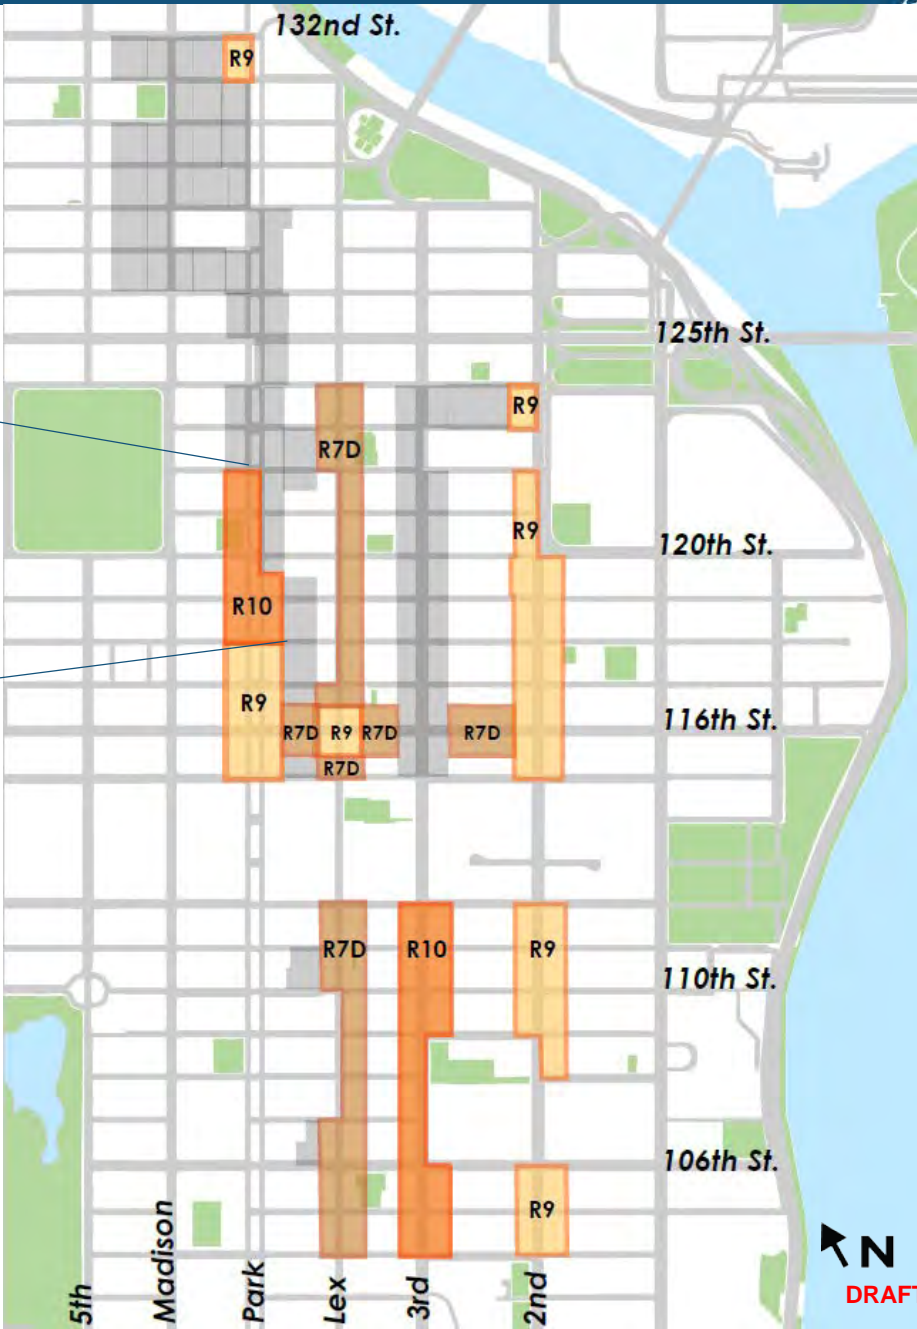 132nd St.
R9
125th St.
R9
R7D
R9
120th St.
R10
R9
116th St.
R7D
R9
R7D
R7D
R7D
R7D
R10
R9
110th St.
106th St.
R9
5th
Madison
Park
Lex
3rd
2nd
N
DRAFT